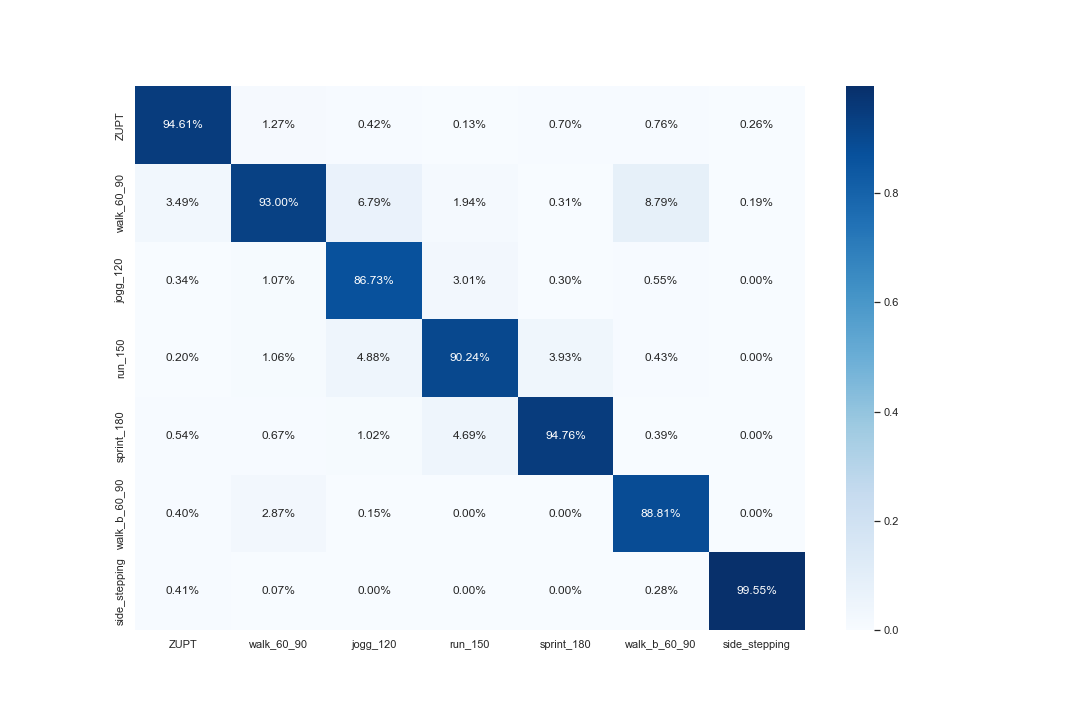 ZUPT 94.61% 1.27% 0.42% 0.13% 0.70% 0.76% 0.26%
walk_60_90 3.49% 93.00% 6.79% 1.94% 0.31% 8.79% 0.19%
0.8
jogg_120 0.34% 1.07% 86.73% 3.01% 0.30% 0.55% 0.00%
0.6
run_150 0.20% 1.06% 4.88% 90.24% 3.93% 0.43% 0.00%
0.4
sprint_180 0.54% 0.67% 1.02% 4.69% 94.76% 0.39% 0.00%
walk_b_60_90 0.40% 2.87% 0.15% 0.00% 0.00% 88.81% 0.00%
0.2
side_stepping 0.41% 0.07% 0.00% 0.00% 0.00% 0.28% 99.55%
0.0
ZUPT walk_60_90 jogg_120 run_150 sprint_180 walk_b_60_90 side_stepping